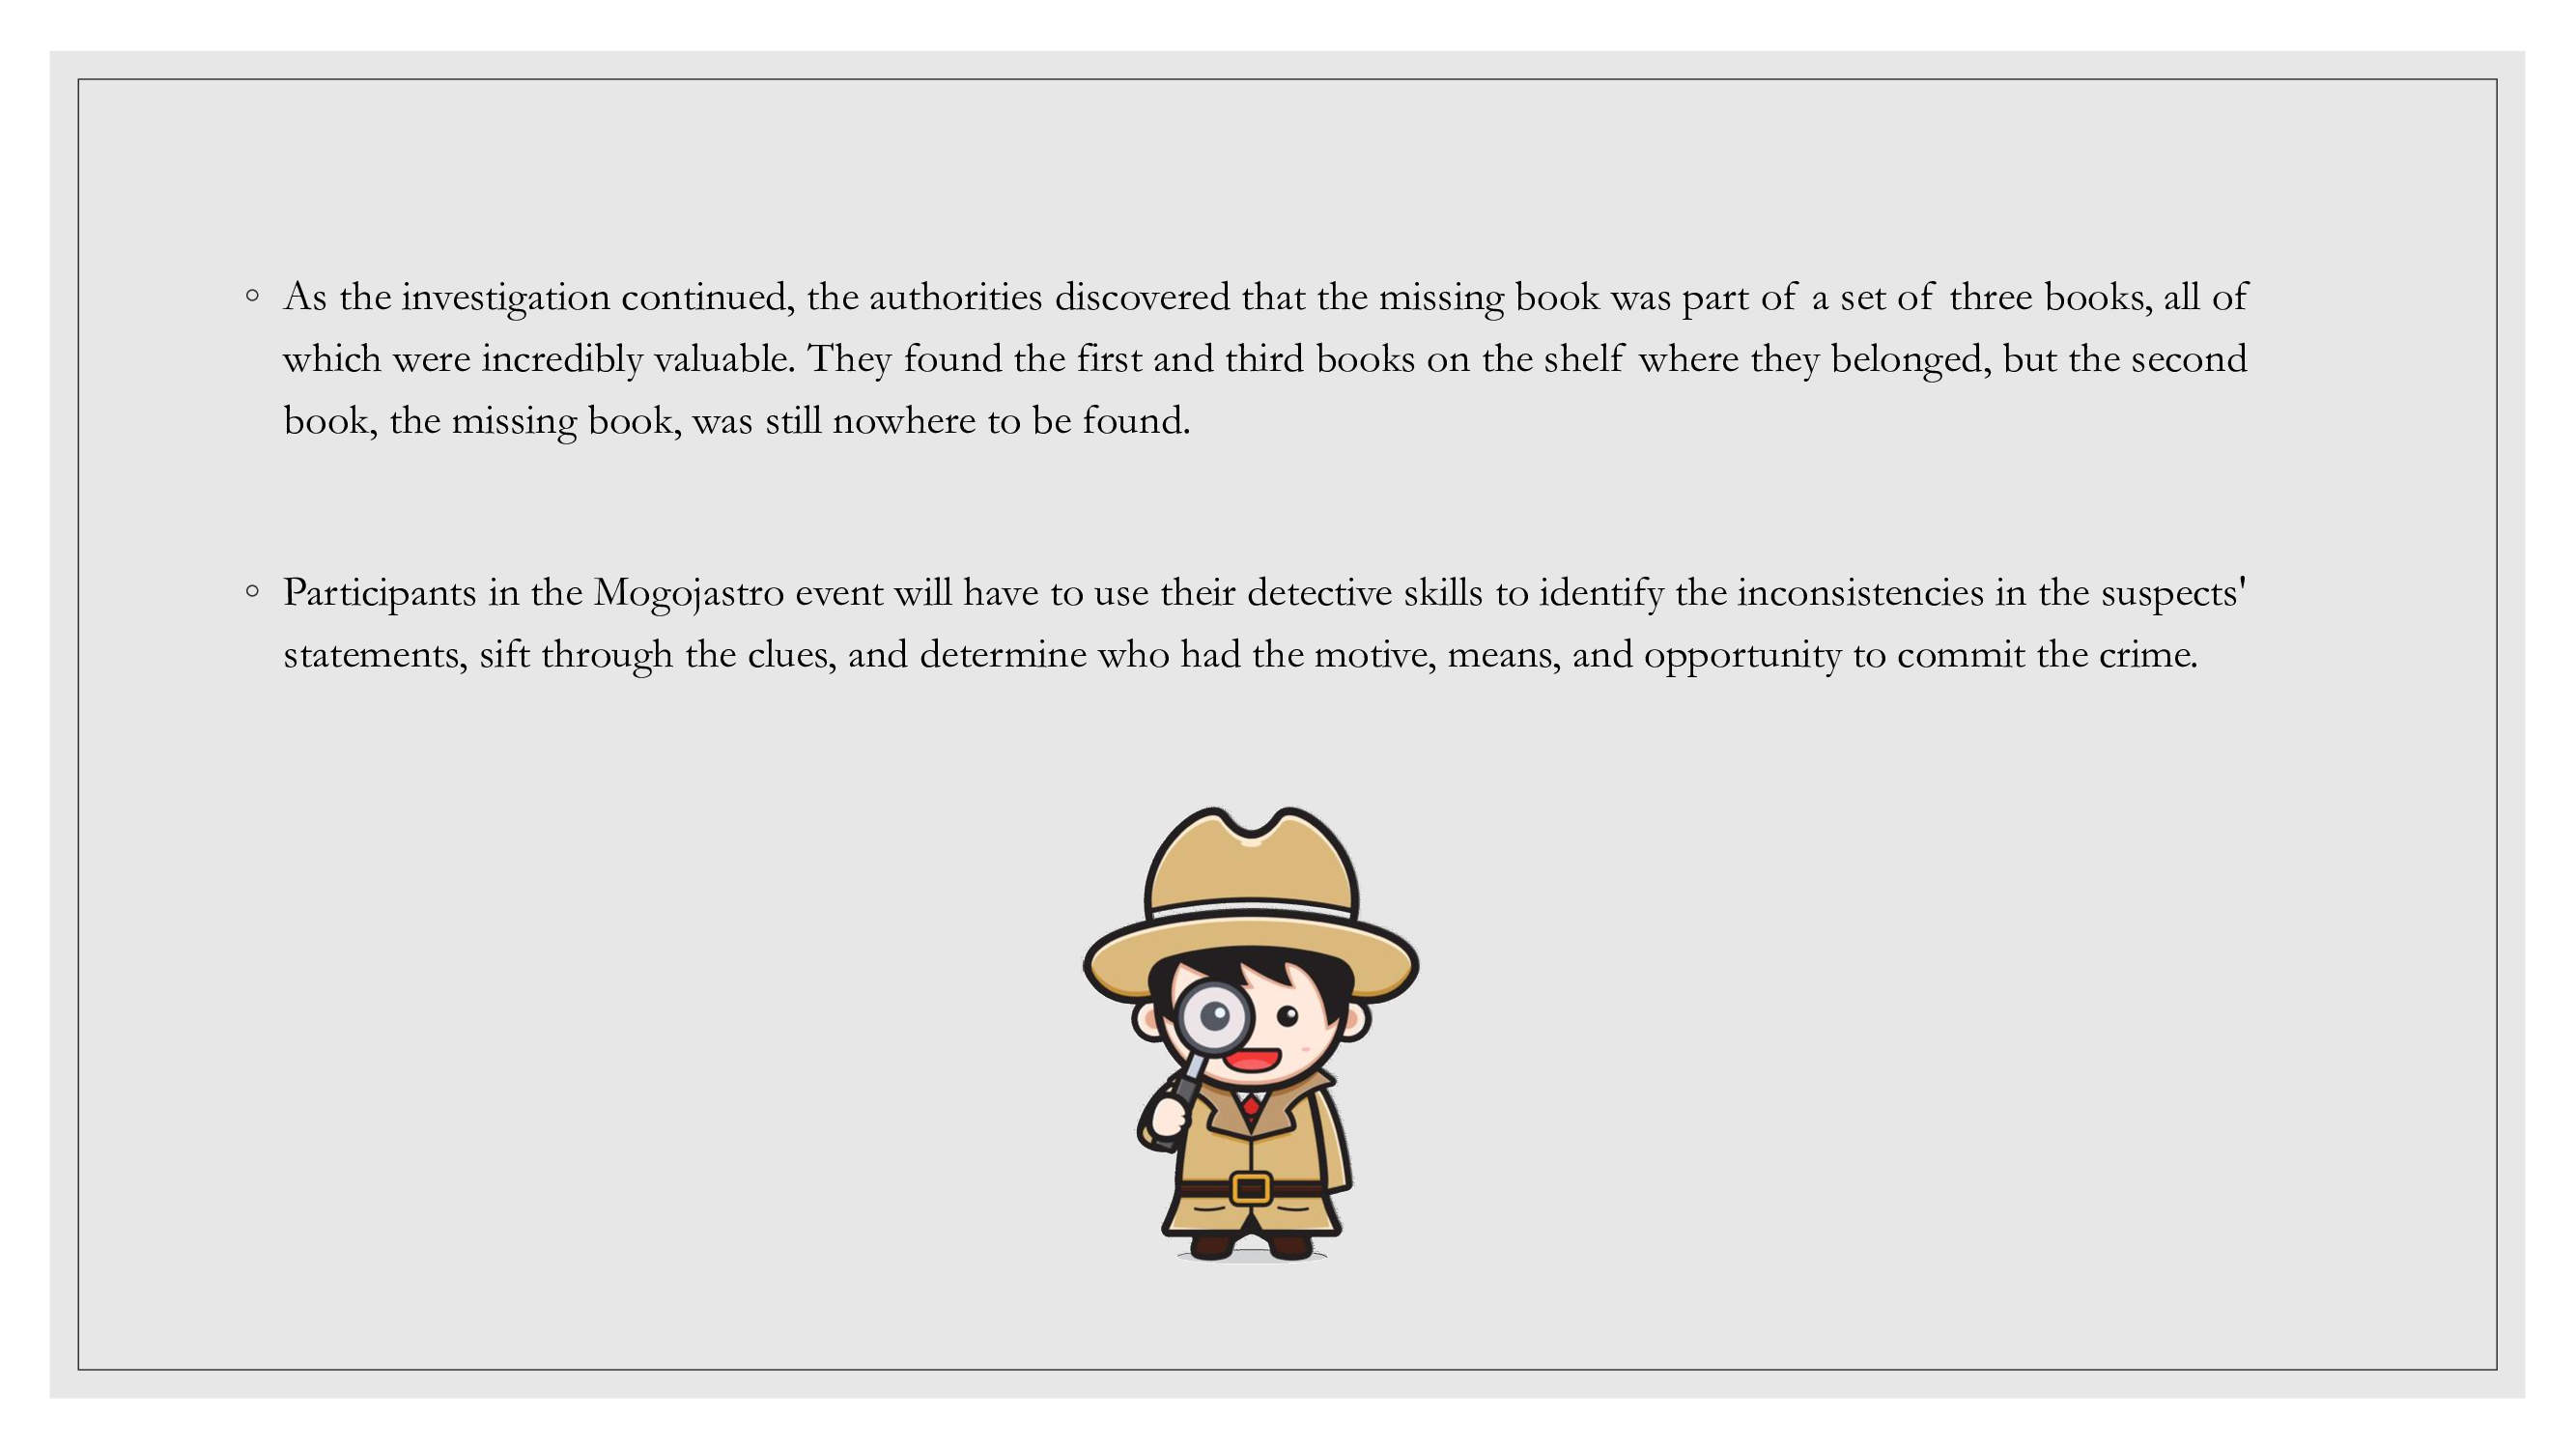 ◦ As the investigation continued, the authorities discovered that the missing book was part of a set of three books, all of
which were incredibly valuable. They found the first and third books on the shelf where they belonged, but the second
book, the missing book, was still nowhere to be found.
◦ Participants in the Mogojastro event will have to use their detective skills to identify the inconsistencies in the suspects'
statements, sift through the clues, and determine who had the motive, means, and opportunity to commit the crime.